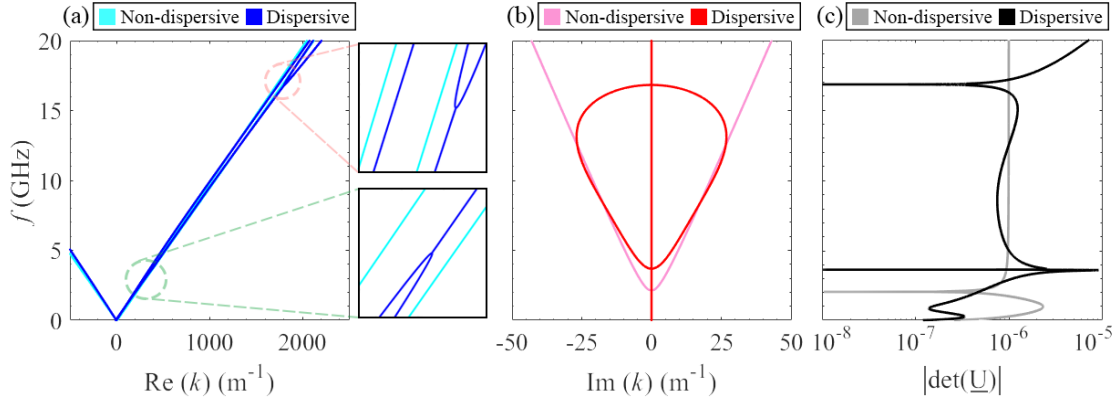 (a) Non-dispersive Dispersive (b) Non-dispersive Dispersive (c) Non-dispersive Dispersive
20
15
10
5
0
f (GHz)
0 1000 2000
Re (k) (m⁻¹)
-50 -25 0 25 50
Im (k) (m⁻¹)
10⁻⁸ 10⁻⁷ 10⁻⁶ 10⁻⁵
|det(U)|